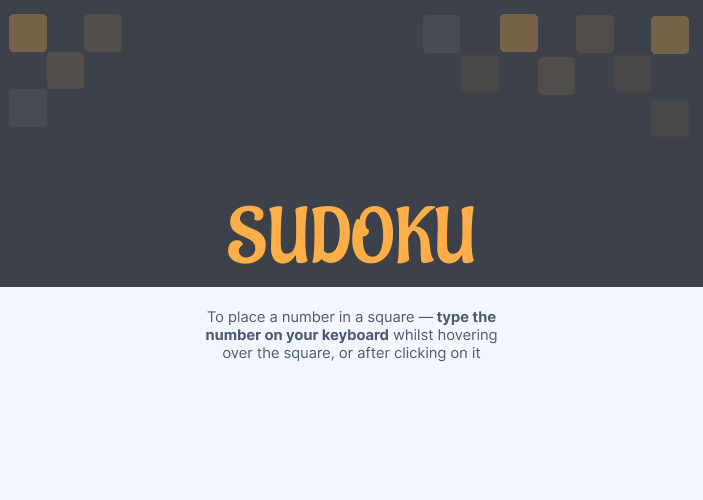 SUDOKU
To place a number in a square — type the
number on your keyboard whilst hovering
over the square, or after clicking on it